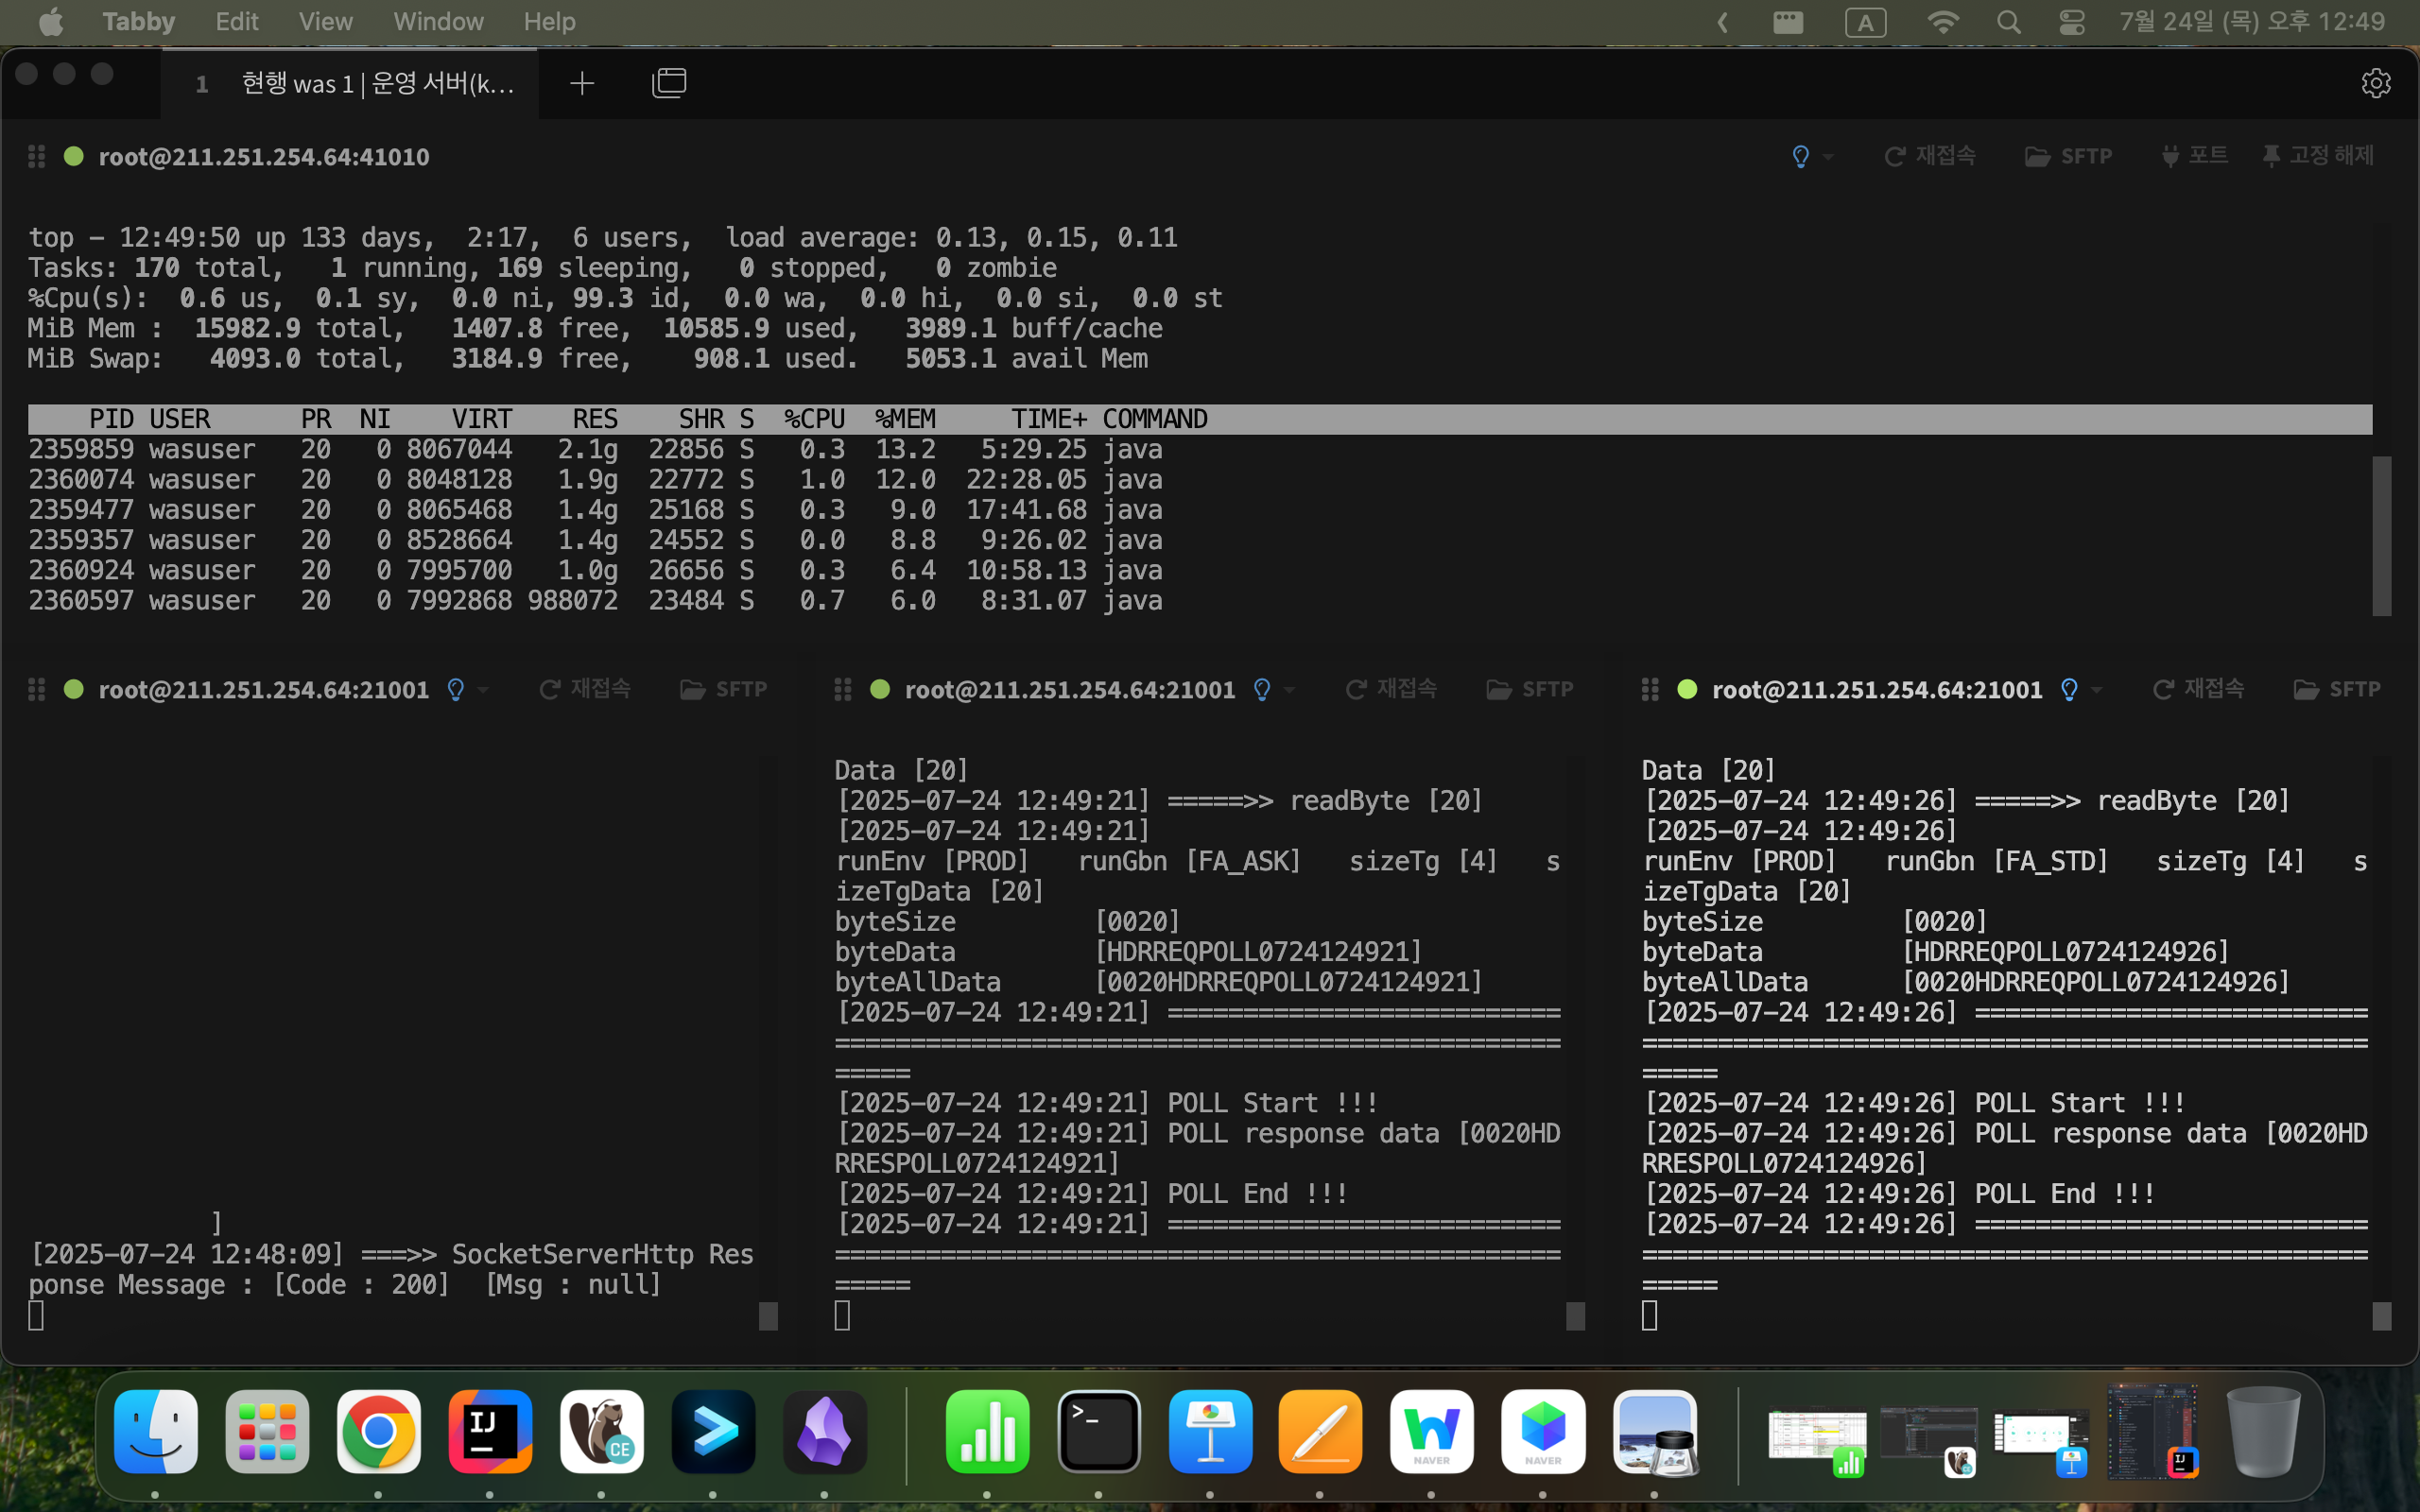 Tabby Edit View Window Help
A 7월 24일 (목) 오후 12:49
1 현행 was 1 | 운영 서버(k...
root@211.251.254.64:41010
재접속 SFTP 포트 고정 해제
top - 12:49:50 up 133 days,  2:17,  6 users,  load average: 0.13, 0.15, 0.11
Tasks: 170 total,   1 running, 169 sleeping,   0 stopped,   0 zombie
%Cpu(s):  0.6 us,  0.1 sy,  0.0 ni, 99.3 id,  0.0 wa,  0.0 hi,  0.0 si,  0.0 st
MiB Mem :  15982.9 total,   1407.8 free,  10585.9 used,   3989.1 buff/cache
MiB Swap:   4093.0 total,   3184.9 free,    908.1 used.   5053.1 avail Mem
PID USER      PR  NI    VIRT    RES    SHR S  %CPU  %MEM     TIME+ COMMAND
2359859 wasuser   20   0 8067044   2.1g  22856 S   0.3  13.2   5:29.25 java
2360074 wasuser   20   0 8048128   1.9g  22772 S   1.0  12.0  22:28.05 java
2359477 wasuser   20   0 8065468   1.4g  25168 S   0.3   9.0  17:41.68 java
2359357 wasuser   20   0 8528664   1.4g  24552 S   0.0   8.8   9:26.02 java
2360924 wasuser   20   0 7995700   1.0g  26656 S   0.3   6.4  10:58.13 java
2360597 wasuser   20   0 7992868 988072  23484 S   0.7   6.0   8:31.07 java
root@211.251.254.64:21001 재접속 SFTP
]
[2025-07-24 12:48:09] ===>> SocketServerHttp Res
ponse Message : [Code : 200]  [Msg : null]
root@211.251.254.64:21001 재접속 SFTP
Data [20]
[2025-07-24 12:49:21] =====>> readByte [20]
[2025-07-24 12:49:21]
runEnv [PROD]   runGbn [FA_ASK]   sizeTg [4]   s
izeTgData [20]
byteSize         [0020]
byteData         [HDRREQPOLL0724124921]
byteAllData      [0020HDRREQPOLL0724124921]
[2025-07-24 12:49:21] ==========================
================================================
=====
[2025-07-24 12:49:21] POLL Start !!!
[2025-07-24 12:49:21] POLL response data [0020HD
RRESPOLL0724124921]
[2025-07-24 12:49:21] POLL End !!!
[2025-07-24 12:49:21] ==========================
================================================
=====
root@211.251.254.64:21001 재접속 SFTP
Data [20]
[2025-07-24 12:49:26] =====>> readByte [20]
[2025-07-24 12:49:26]
runEnv [PROD]   runGbn [FA_STD]   sizeTg [4]   s
izeTgData [20]
byteSize         [0020]
byteData         [HDRREQPOLL0724124926]
byteAllData      [0020HDRREQPOLL0724124926]
[2025-07-24 12:49:26] ==========================
================================================
=====
[2025-07-24 12:49:26] POLL Start !!!
[2025-07-24 12:49:26] POLL response data [0020HD
RRESPOLL0724124926]
[2025-07-24 12:49:26] POLL End !!!
[2025-07-24 12:49:26] ==========================
================================================
=====
IJ CE >_ NAVER NAVER